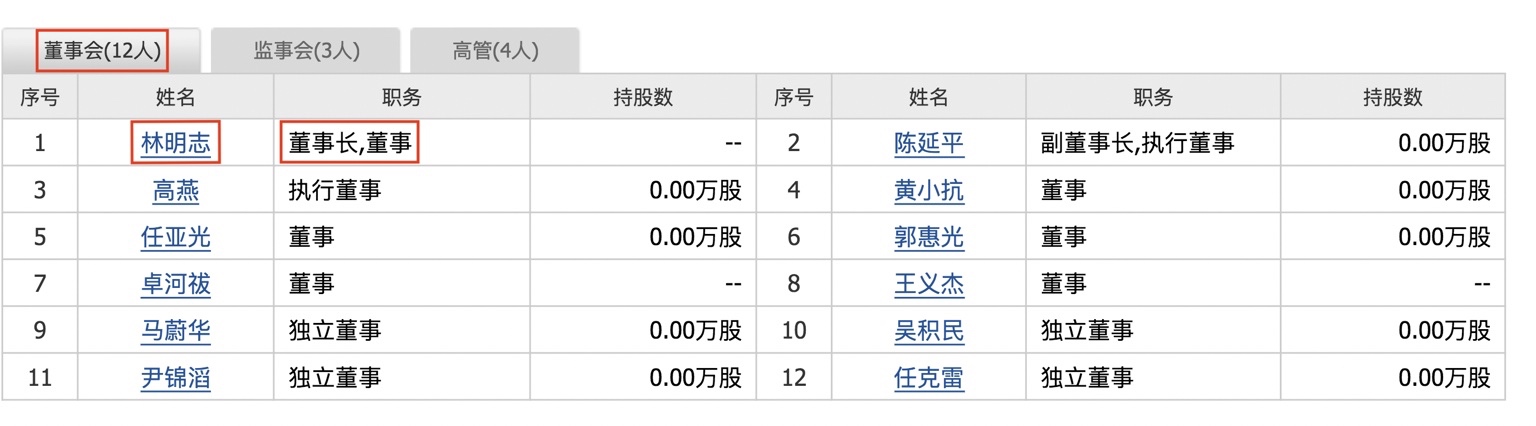 董事会(12人) 监事会(3人) 高管(4人)
序号 姓名 职务 持股数 序号 姓名 职务 持股数
1 林明志 董事长,董事 -- 2 陈延平 副董事长,执行董事 0.00万股
3 高燕 执行董事 0.00万股 4 黄小抗 董事 0.00万股
5 任亚光 董事 0.00万股 6 郭惠光 董事 0.00万股
7 卓河祓 董事 -- 8 王义杰 董事 --
9 马蔚华 独立董事 0.00万股 10 吴积民 独立董事 0.00万股
11 尹锦滔 独立董事 0.00万股 12 任克雷 独立董事 0.00万股